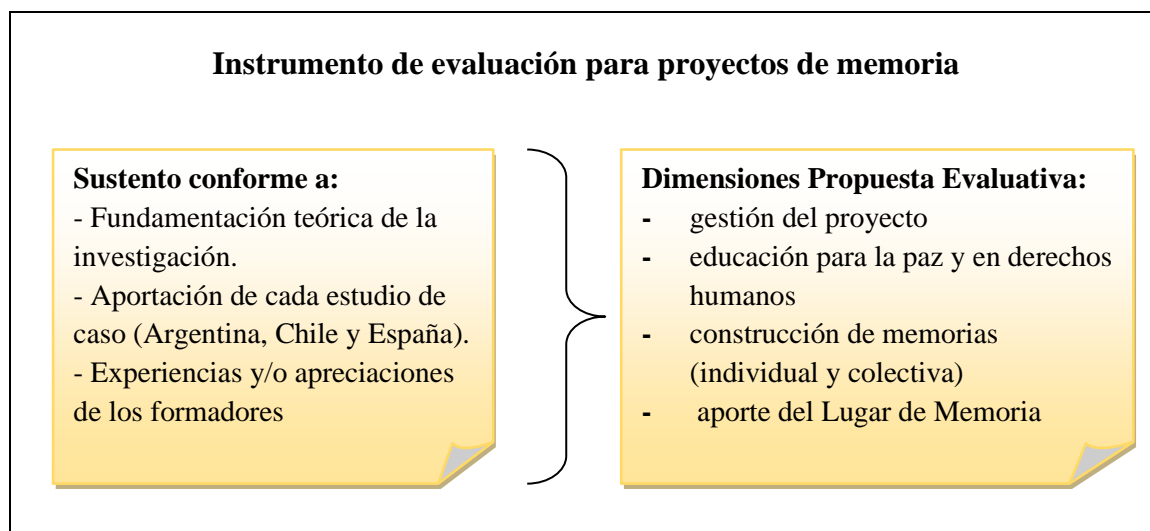 Instrumento de evaluación para proyectos de memoria
Sustento conforme a:
- Fundamentación teórica de la
investigación.
- Aportación de cada estudio de
caso (Argentina, Chile y España).
- Experiencias y/o apreciaciones
de los formadores
Dimensiones Propuesta Evaluativa:
- gestión del proyecto
- educación para la paz y en derechos
humanos
- construcción de memorias
(individual y colectiva)
- aporte del Lugar de Memoria